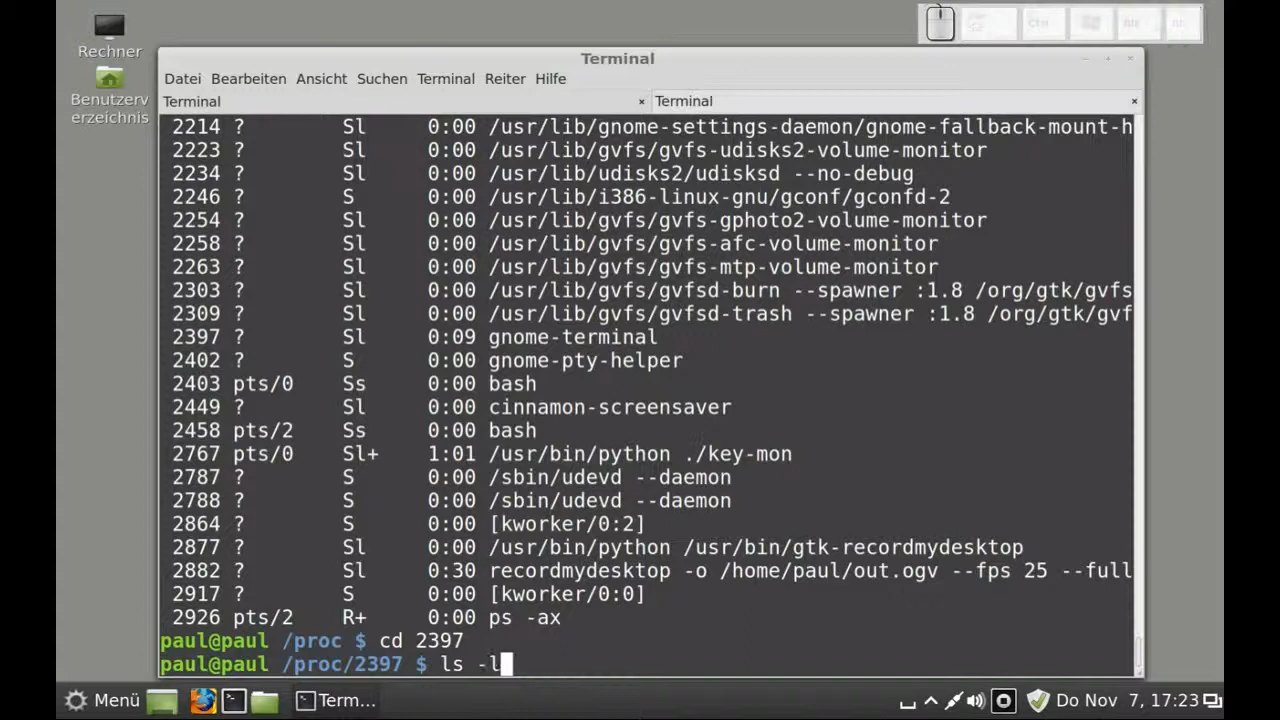 Rechner
Benutzerv
erzeichnis
Terminal
Datei Bearbeiten Ansicht Suchen Terminal Reiter Hilfe
Terminal × Terminal ×
2214 ? Sl 0:00 /usr/lib/gnome-settings-daemon/gnome-fallback-mount-h
2223 ? Sl 0:00 /usr/lib/gvfs/gvfs-udisks2-volume-monitor
2234 ? Sl 0:00 /usr/lib/udisks2/udisksd --no-debug
2246 ? S 0:00 /usr/lib/i386-linux-gnu/gconf/gconfd-2
2254 ? Sl 0:00 /usr/lib/gvfs/gvfs-gphoto2-volume-monitor
2258 ? Sl 0:00 /usr/lib/gvfs/gvfs-afc-volume-monitor
2263 ? Sl 0:00 /usr/lib/gvfs/gvfs-mtp-volume-monitor
2303 ? Sl 0:00 /usr/lib/gvfs/gvfsd-burn --spawner :1.8 /org/gtk/gvfs
2309 ? Sl 0:00 /usr/lib/gvfs/gvfsd-trash --spawner :1.8 /org/gtk/gvf
2397 ? Sl 0:09 gnome-terminal
2402 ? S 0:00 gnome-pty-helper
2403 pts/0 Ss 0:00 bash
2449 ? Sl 0:00 cinnamon-screensaver
2458 pts/2 Ss 0:00 bash
2767 pts/0 Sl+ 1:01 /usr/bin/python ./key-mon
2787 ? S 0:00 /sbin/udevd --daemon
2788 ? S 0:00 /sbin/udevd --daemon
2864 ? S 0:00 [kworker/0:2]
2877 ? Sl 0:00 /usr/bin/python /usr/bin/gtk-recordmydesktop
2882 ? Sl 0:30 recordmydesktop -o /home/paul/out.ogv --fps 25 --full
2917 ? S 0:00 [kworker/0:0]
2926 pts/2 R+ 0:00 ps -ax
paul@paul /proc $ cd 2397
paul@paul /proc/2397 $ ls -l
Menü Term... Do Nov 7, 17:23